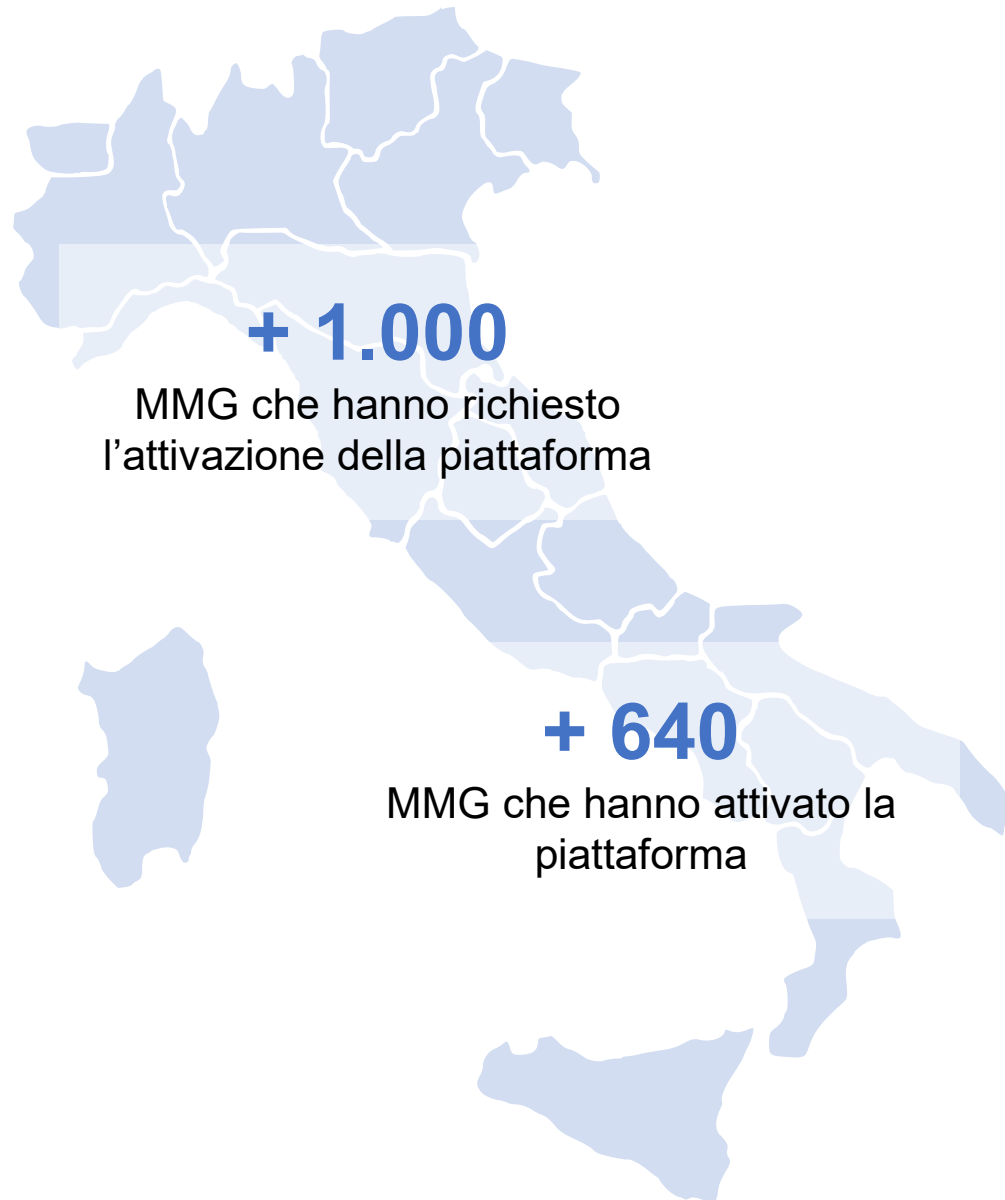 + 1.000
MMG che hanno richiesto
l’attivazione della piattaforma
+ 640
MMG che hanno attivato la
piattaforma